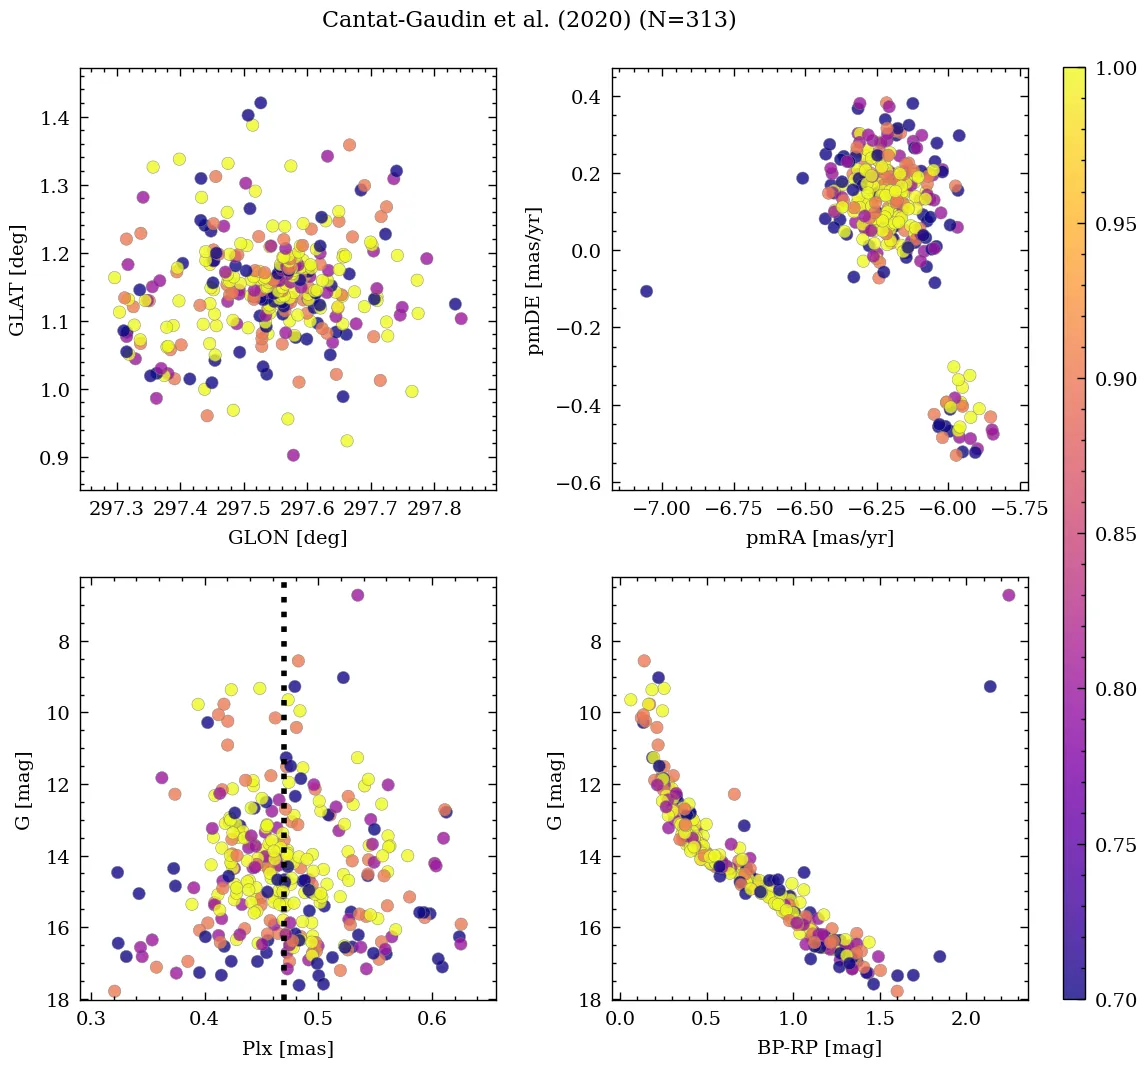 Cantat-Gaudin et al. (2020) (N=313)
1.4
1.3
1.2
1.1
1.0
0.9
GLAT [deg]
297.3 297.4 297.5 297.6 297.7 297.8
GLON [deg]
0.4
0.2
0.0
−0.2
−0.4
−0.6
pmDE [mas/yr]
−7.00 −6.75 −6.50 −6.25 −6.00 −5.75
pmRA [mas/yr]
8
10
12
14
16
18
G [mag]
0.3 0.4 0.5 0.6
Plx [mas]
8
10
12
14
16
18
G [mag]
0.0 0.5 1.0 1.5 2.0
BP-RP [mag]
1.00
0.95
0.90
0.85
0.80
0.75
0.70